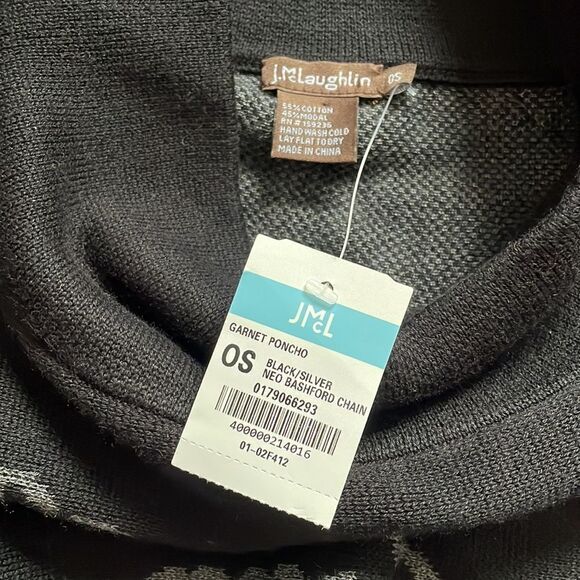 J.McLaughlin
OS
55% COTTON
45% MODAL
RN # 159235
HAND WASH COLD
LAY FLAT TO DRY
MADE IN CHINA
JMcL
GARNET PONCHO
OS
BLACK/SILVER
NEO BASHFORD CHAIN
0179066293
400000214016
01-02F412